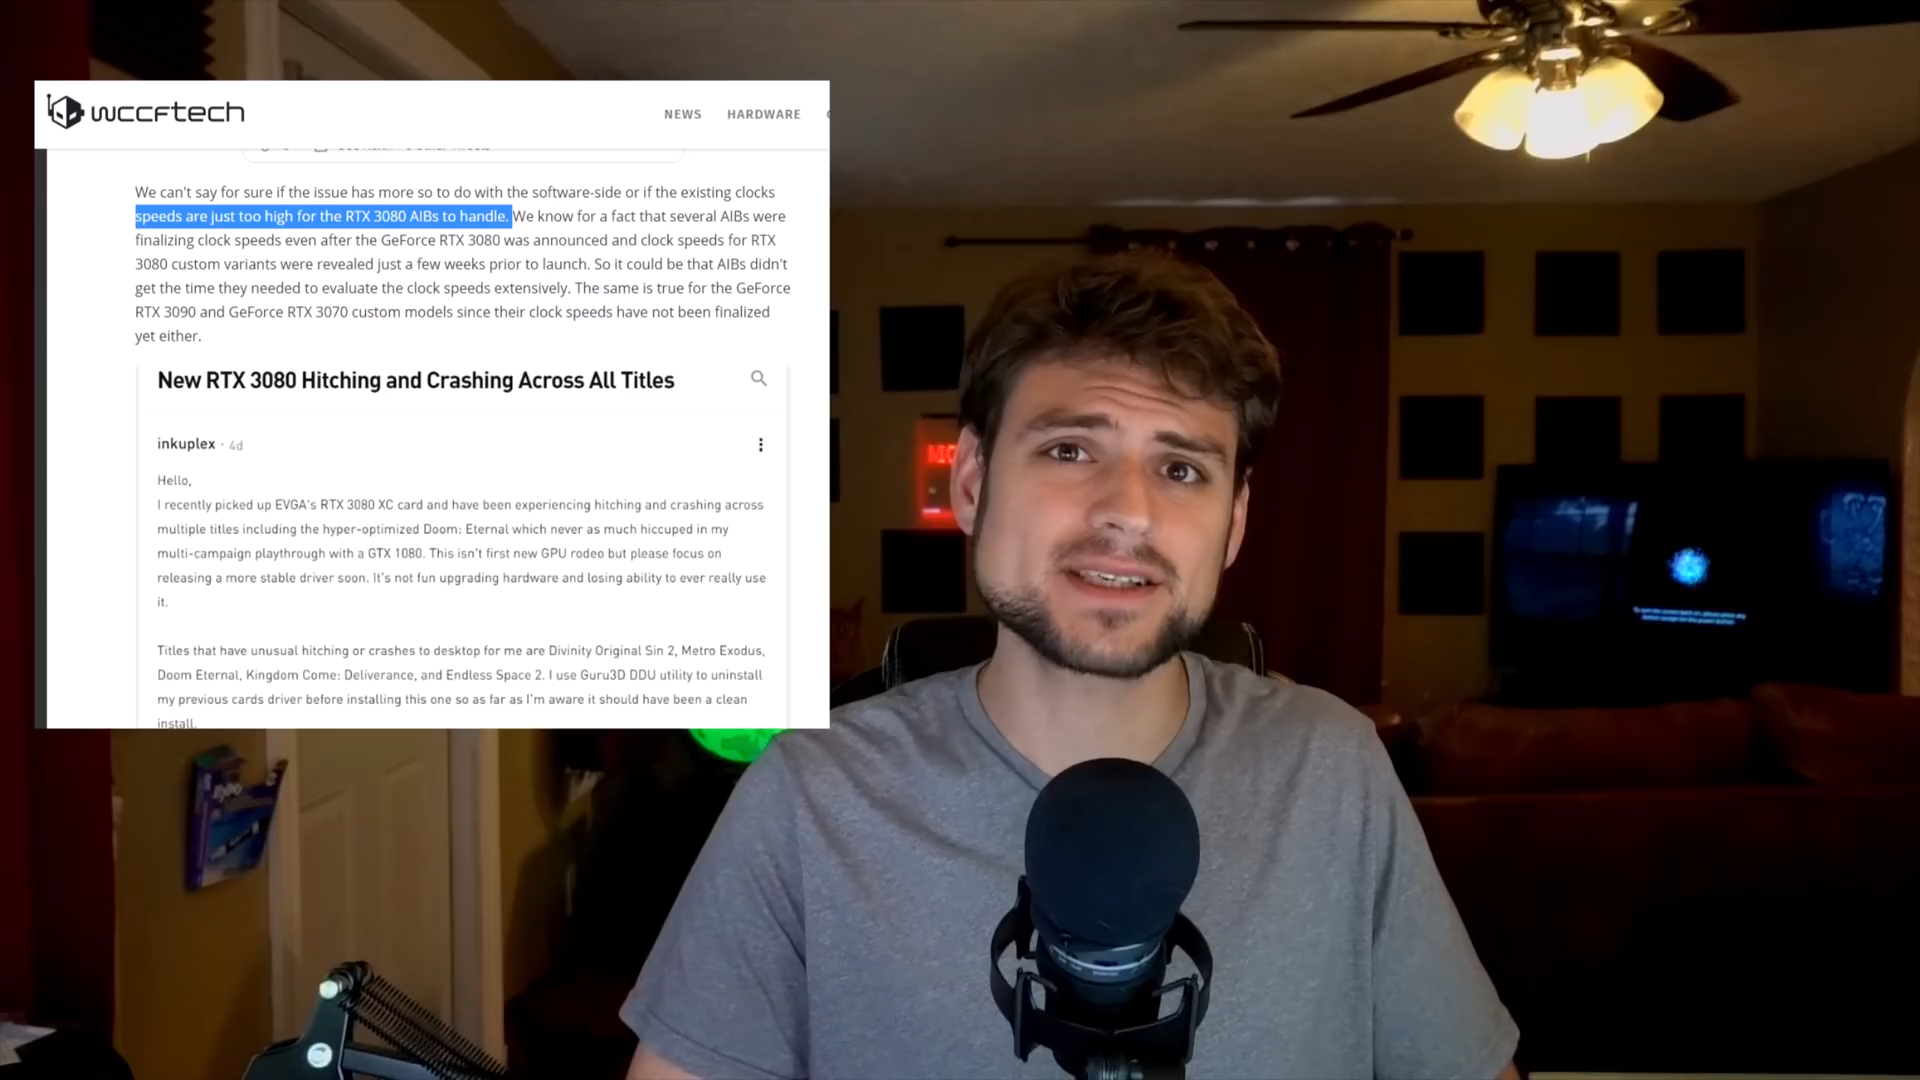 wccFtech
NEWS HARDWARE
We can't say for sure if the issue has more so to do with the software-side or if the existing clocks
speeds are just too high for the RTX 3080 AIBs to handle. We know for a fact that several AIBs were
finalizing clock speeds even after the GeForce RTX 3080 was announced and clock speeds for RTX
3080 custom variants were revealed just a few weeks prior to launch. So it could be that AIBs didn't
get the time they needed to evaluate the clock speeds extensively. The same is true for the GeForce
RTX 3090 and GeForce RTX 3070 custom models since their clock speeds have not been finalized
yet either.
New RTX 3080 Hitching and Crashing Across All Titles
inkuplex · 4d
Hello,
I recently picked up EVGA's RTX 3080 XC card and have been experiencing hitching and crashing across
multiple titles including the hyper-optimized Doom: Eternal which never as much hiccuped in my
multi-campaign playthrough with a GTX 1080. This isn't first new GPU rodeo but please focus on
releasing a more stable driver soon. It's not fun upgrading hardware and losing ability to ever really use
it.
Titles that have unusual hitching or crashes to desktop for me are Divinity Original Sin 2, Metro Exodus,
Doom Eternal, Kingdom Come: Deliverance, and Endless Space 2. I use Guru3D DDU utility to uninstall
my previous cards driver before installing this one so as far as I'm aware it should have been a clean
install.
EXPO